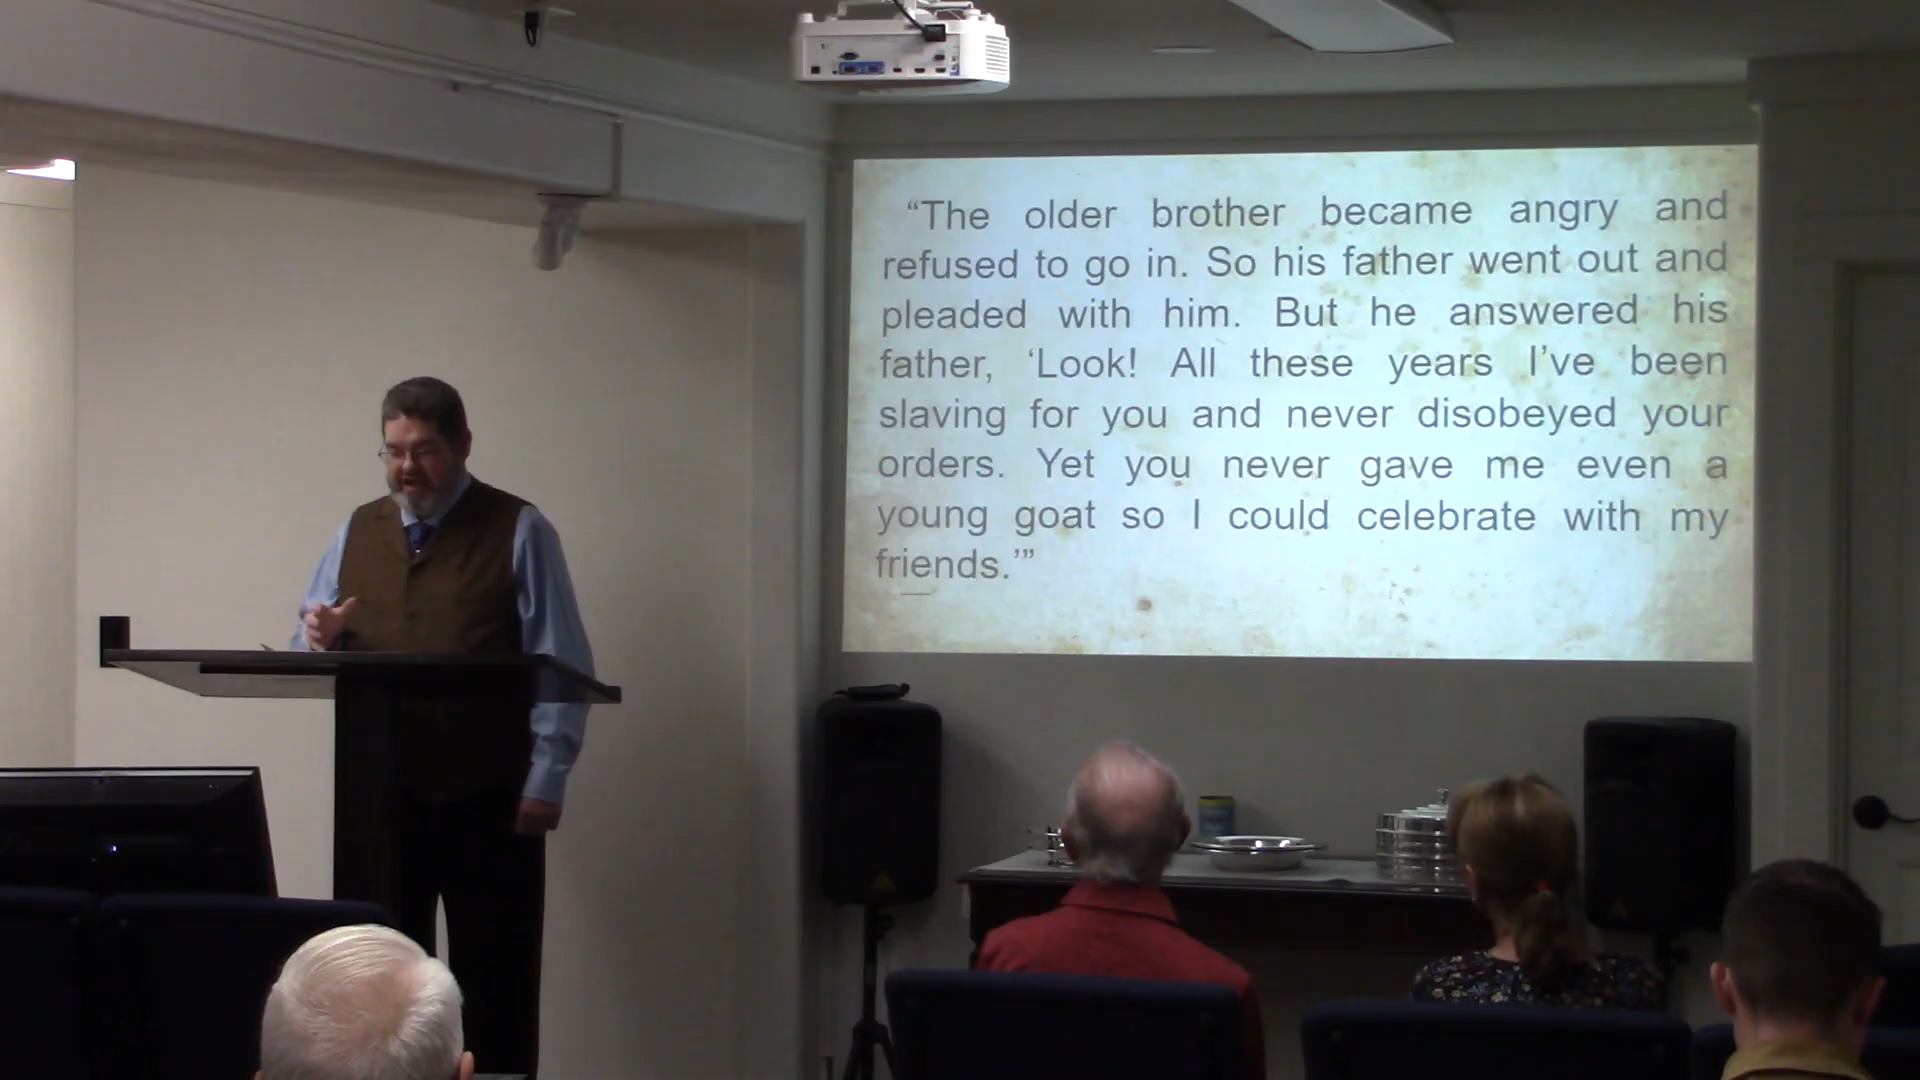 “The older brother became angry and
refused to go in. So his father went out and
pleaded with him. But he answered his
father, ‘Look! All these years I’ve been
slaving for you and never disobeyed your
orders. Yet you never gave me even a
young goat so I could celebrate with my
friends.’”